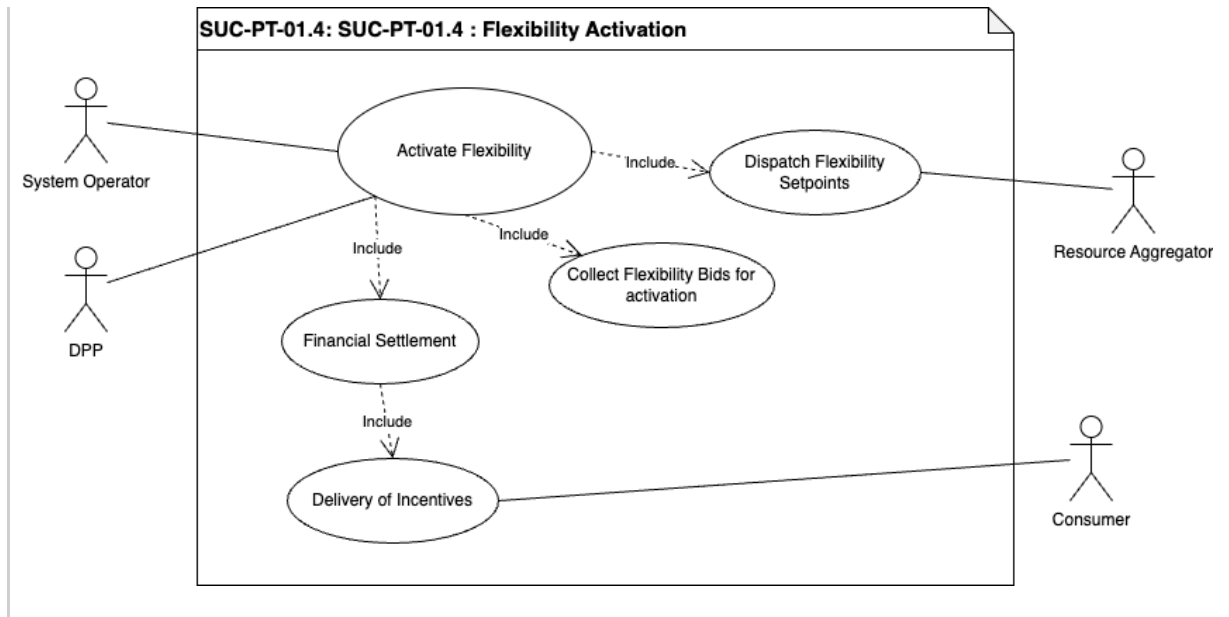 SUC-PT-01.4: SUC-PT-01.4 : Flexibility Activation
System Operator
Activate Flexibility
Include
Dispatch Flexibility
Setpoints
Resource Aggregator
DPP
Include
Include
Collect Flexibility Bids for
activation
Financial Settlement
Include
Delivery of Incentives
Consumer